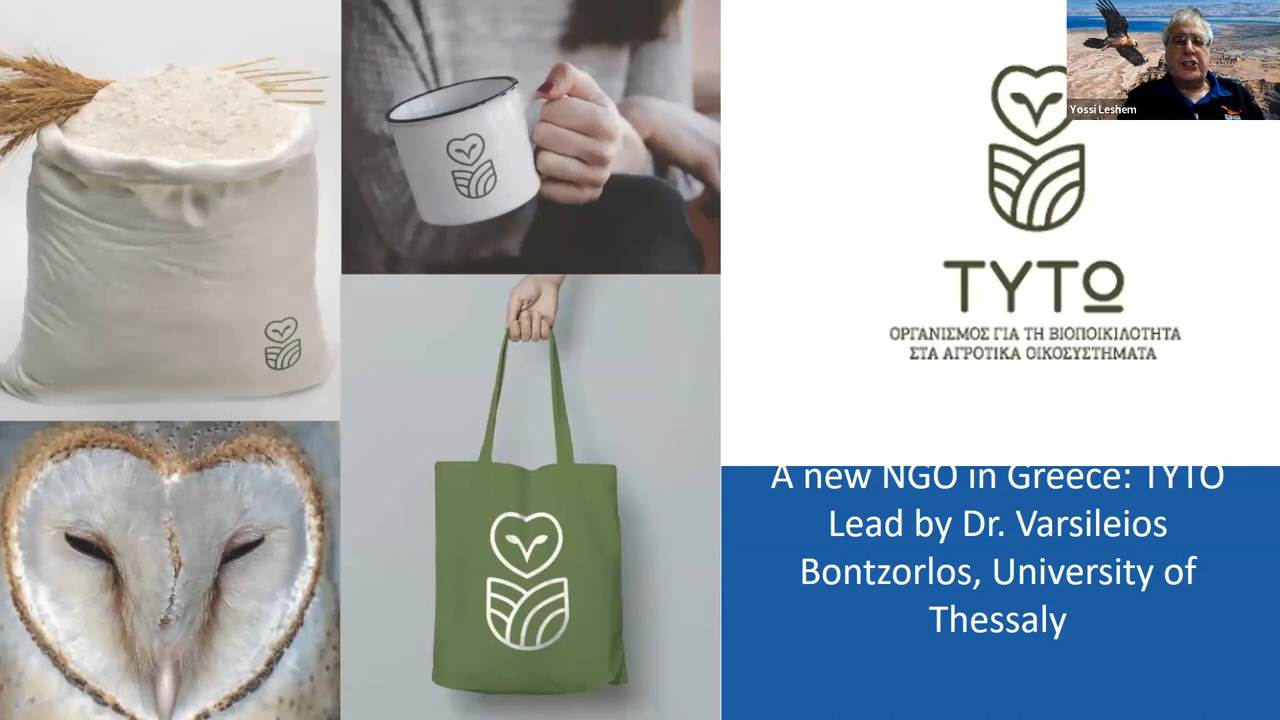 Yossi Leshem
ΤΥΤΩ
ΟΡΓΑΝΙΣΜΟΣ ΓΙΑ ΤΗ ΒΙΟΠΟΙΚΙΛΟΤΗΤΑ
ΣΤΑ ΑΓΡΟΤΙΚΑ ΟΙΚΟΣΥΣΤΗΜΑΤΑ
A new NGO in Greece: TYTO
Lead by Dr. Varsileios
Bontzorlos, University of
Thessaly